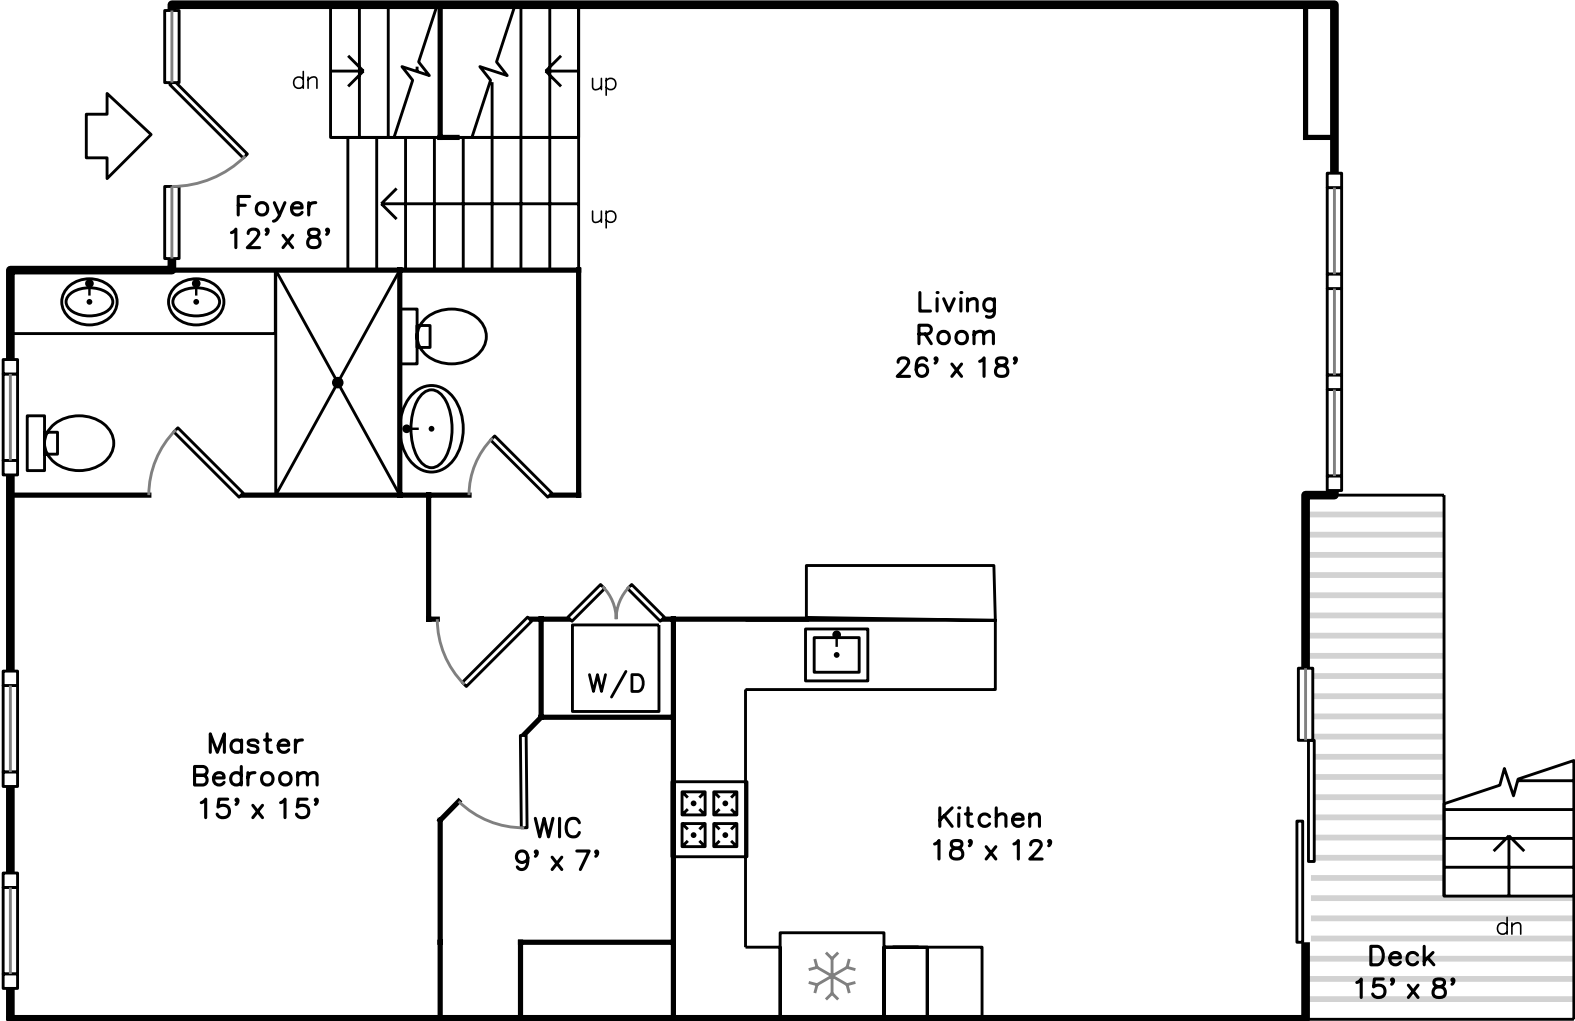 dn
up
Foyer
12' x 8'
up
Living
Room
26' x 18'
W/D
Master
Bedroom
15' x 15'
WIC
9' x 7'
Kitchen
18' x 12'
dn
Deck
15' x 8'